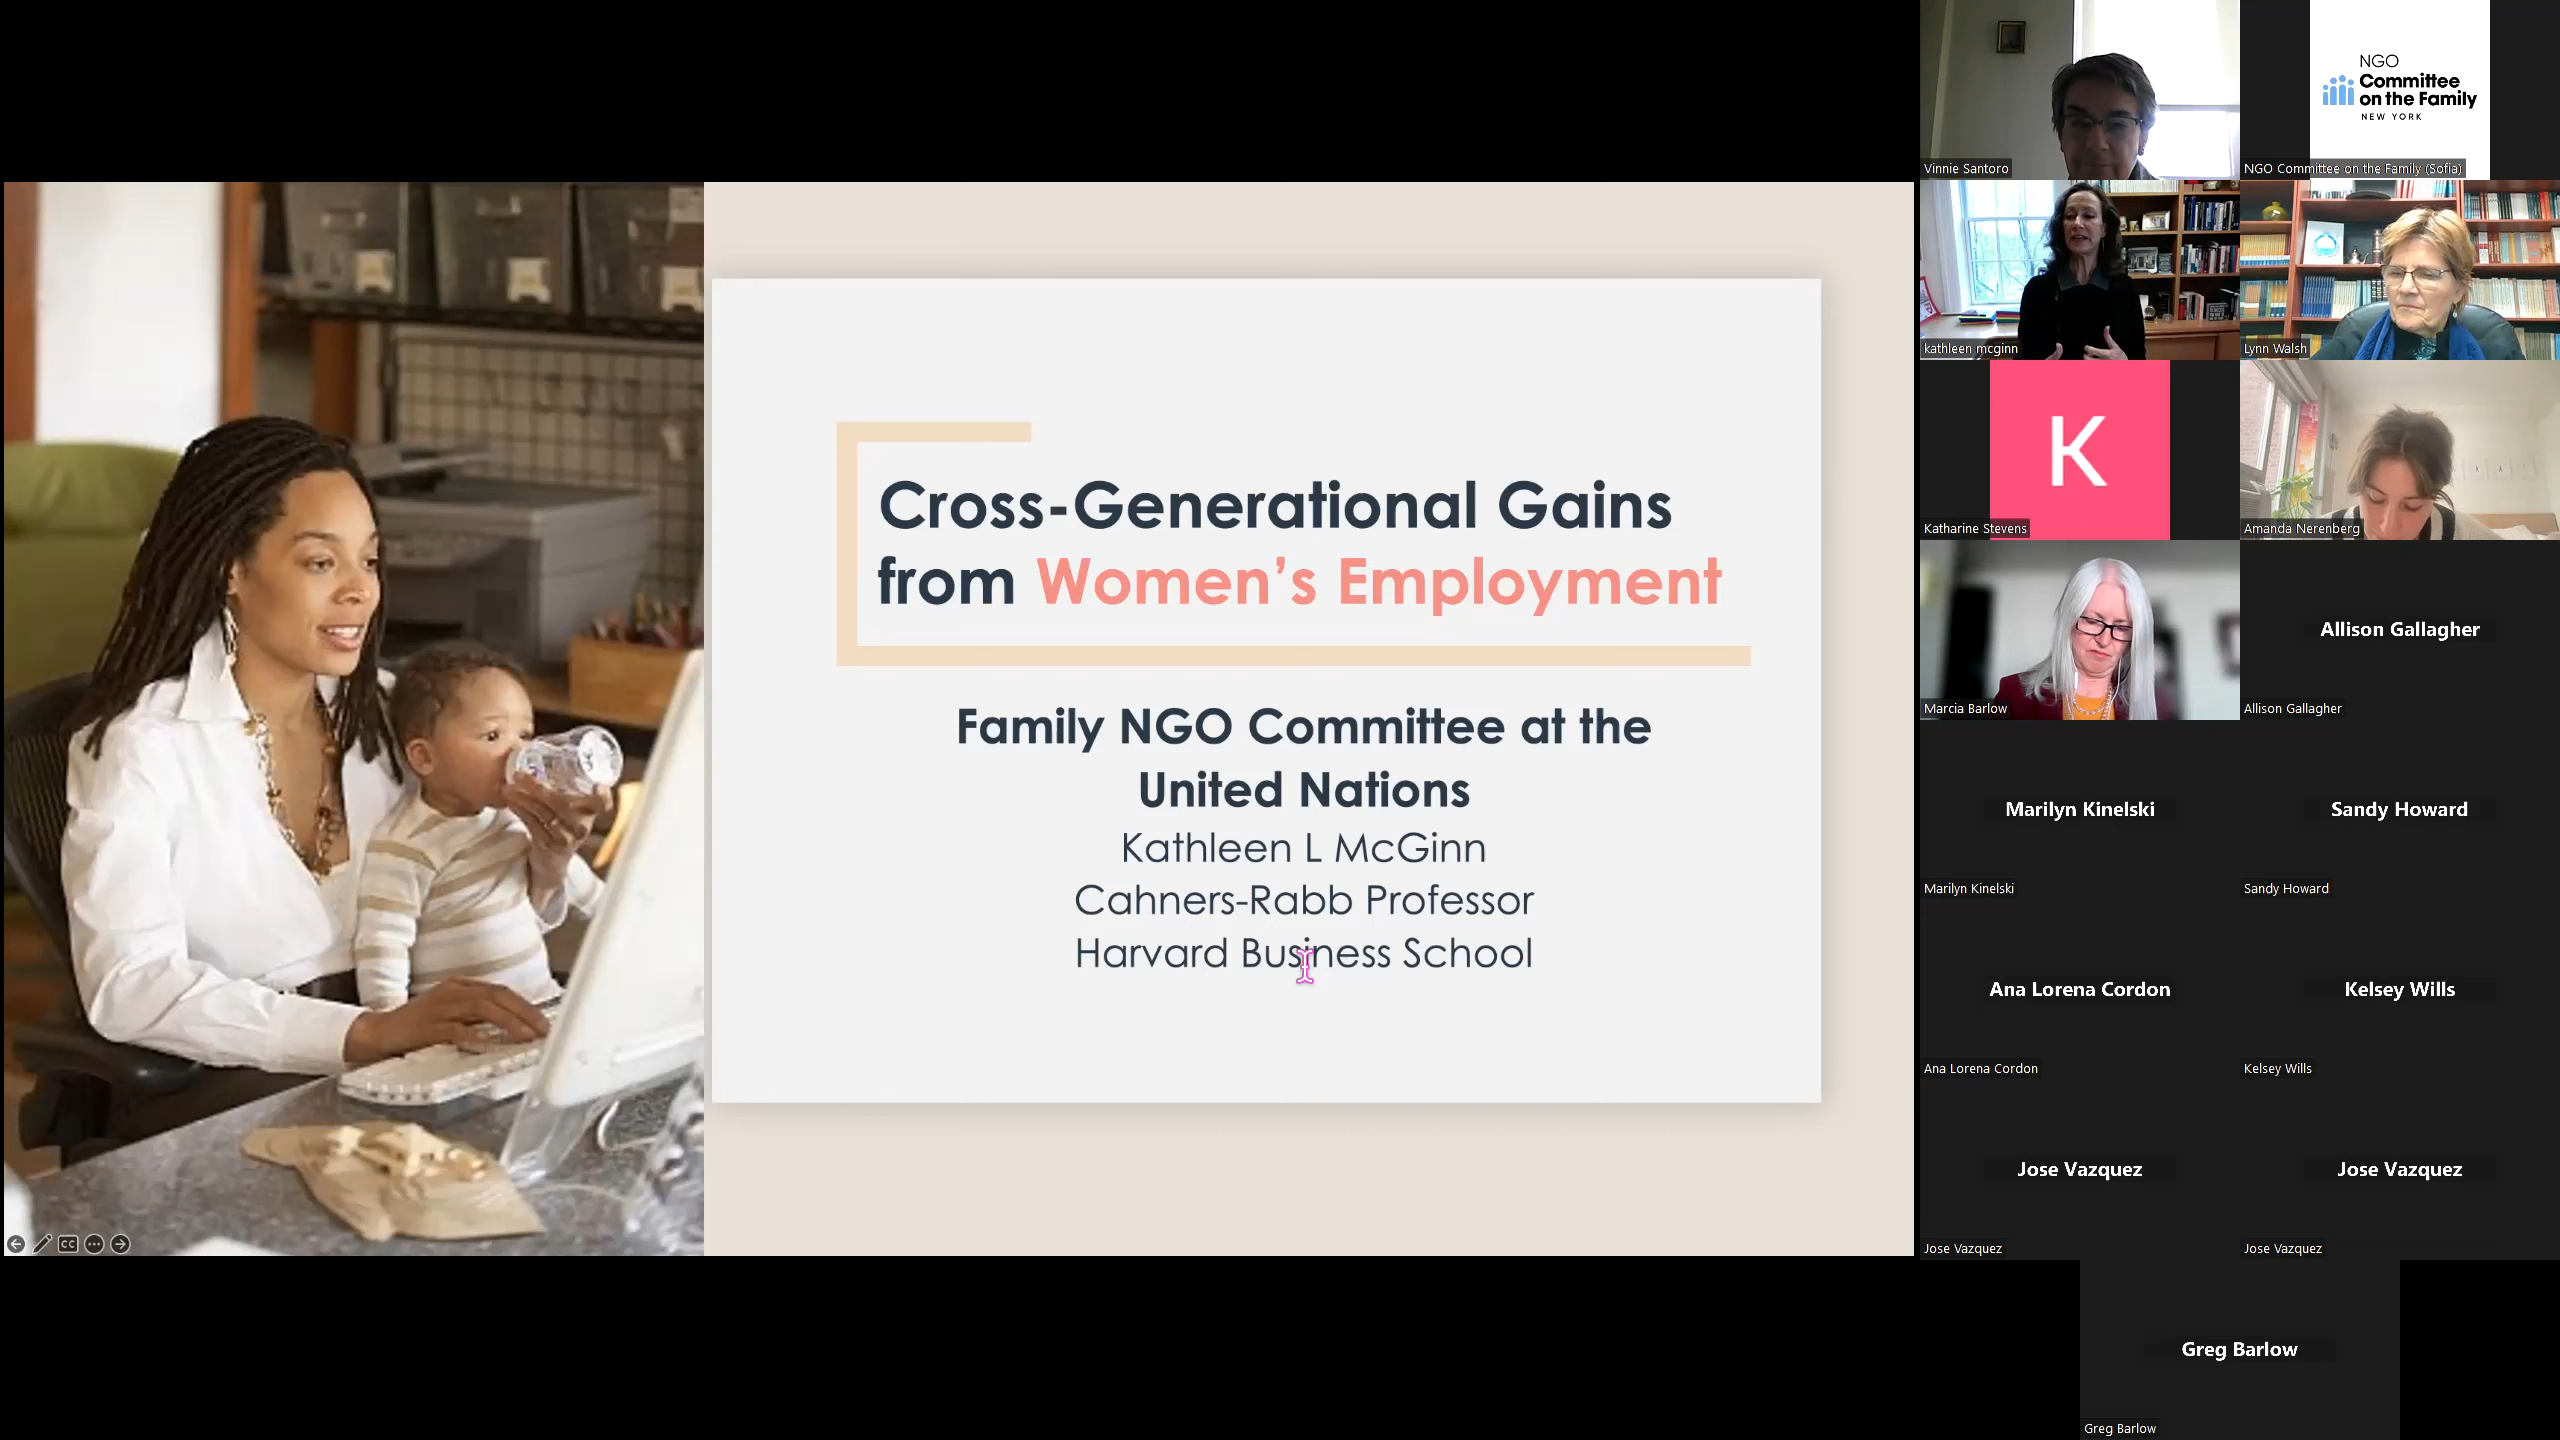 Cross-Generational Gains
from Women’s Employment
Family NGO Committee at the
United Nations
Kathleen L McGinn
Cahners-Rabb Professor
Harvard Business School
CC
Vinnie Santoro
NGO
Committee
on the Family
NEW YORK
NGO Committee on the Family (Sofia)
kathleen mcginn
Lynn Walsh
K
Katharine Stevens
Amanda Nerenberg
Marcia Barlow
Allison Gallagher
Allison Gallagher
Marilyn Kinelski
Marilyn Kinelski
Sandy Howard
Sandy Howard
Ana Lorena Cordon
Ana Lorena Cordon
Kelsey Wills
Kelsey Wills
Jose Vazquez
Jose Vazquez
Jose Vazquez
Jose Vazquez
Greg Barlow
Greg Barlow